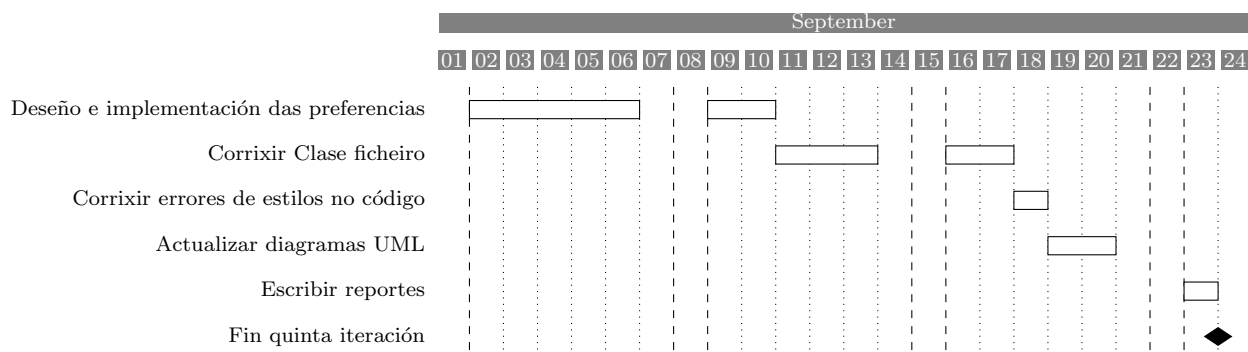 September
01 02 03 04 05 06 07 08 09 10 11 12 13 14 15 16 17 18 19 20 21 22 23 24
Deseño e implementación das preferencias
Corrixir Clase ficheiro
Corrixir errores de estilos no código
Actualizar diagramas UML
Escribir reportes
Fin quinta iteración